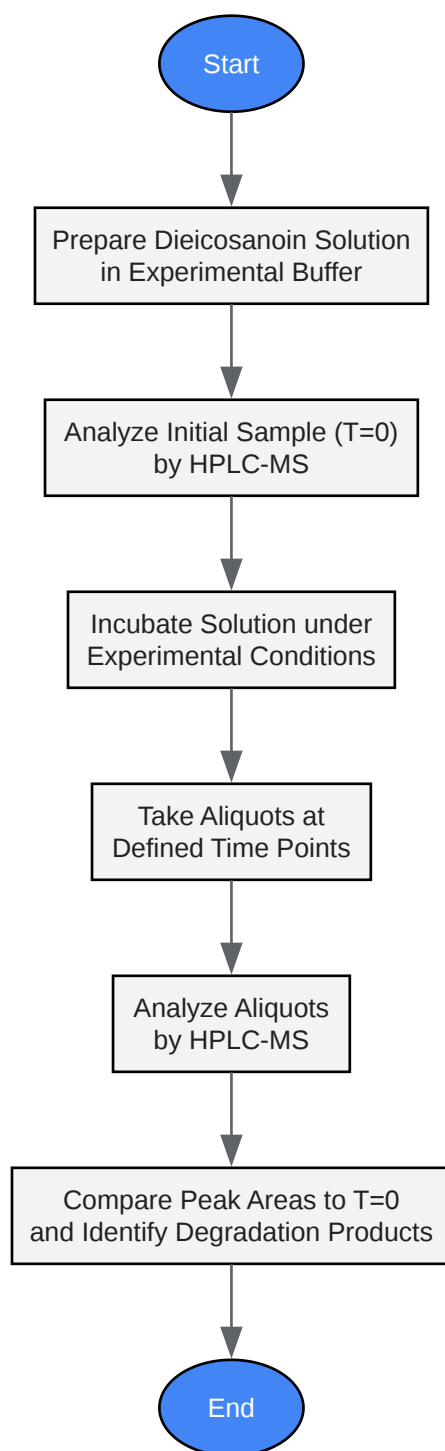 Start
Prepare Dieicosanoin Solution
in Experimental Buffer
Analyze Initial Sample (T=0)
by HPLC-MS
Incubate Solution under
Experimental Conditions
Take Aliquots at
Defined Time Points
Analyze Aliquots
by HPLC-MS
Compare Peak Areas to T=0
and Identify Degradation Products
End